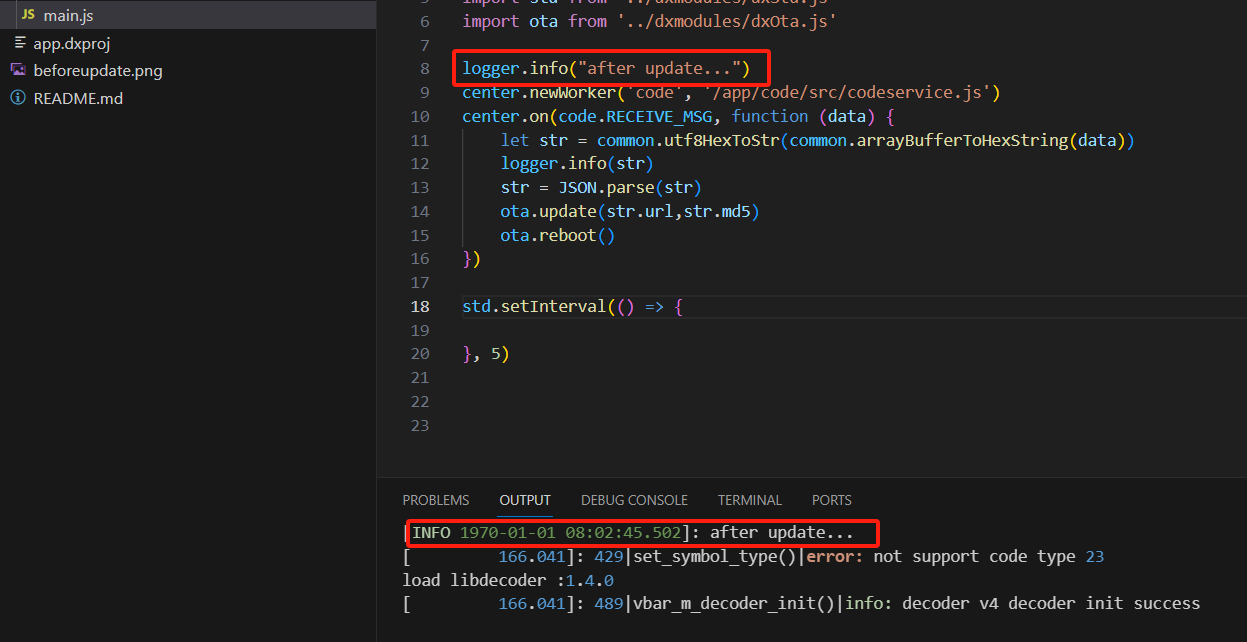 JS main.js
app.dxproj
beforeupdate.png
README.md
5 import std from '../dxmodules/dxStd.js'
6 import ota from '../dxmodules/dxOta.js'
7
8 logger.info("after update...")
9 center.newWorker('code', '/app/code/src/codeservice.js')
10 center.on(code.RECEIVE_MSG, function (data) {
11 let str = common.utf8HexToStr(common.arrayBufferToHexString(data))
12 logger.info(str)
13 str = JSON.parse(str)
14 ota.update(str.url,str.md5)
15 ota.reboot()
16 })
17
18 std.setInterval(() => {
19
20 }, 5)
21
22
23
PROBLEMS OUTPUT DEBUG CONSOLE TERMINAL PORTS
[INFO 1970-01-01 08:02:45.502]: after update...
[ 166.041]: 429|set_symbol_type()|error: not support code type 23
load libdecoder :1.4.0
[ 166.041]: 489|vbar_m_decoder_init()|info: decoder v4 decoder init success